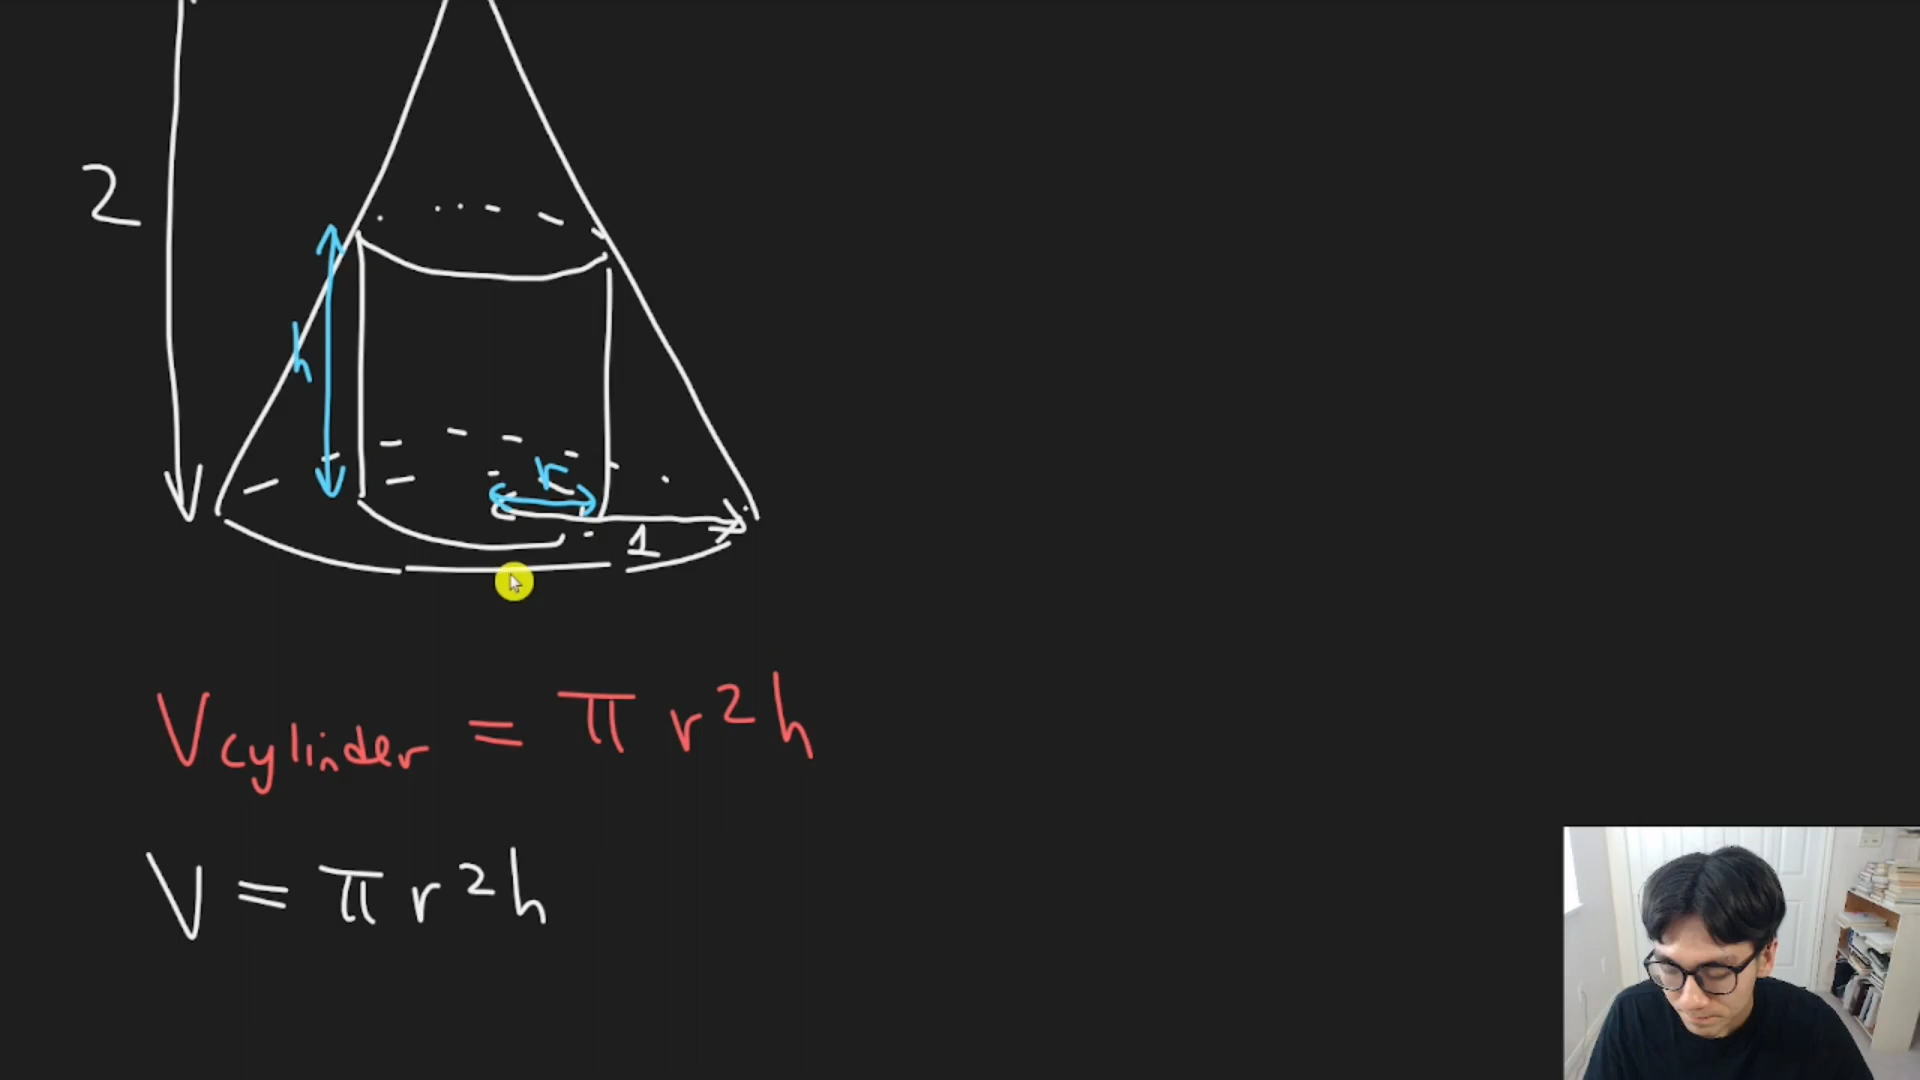 2
h
r
1
Vcylinder = π r²h
V = π r²h